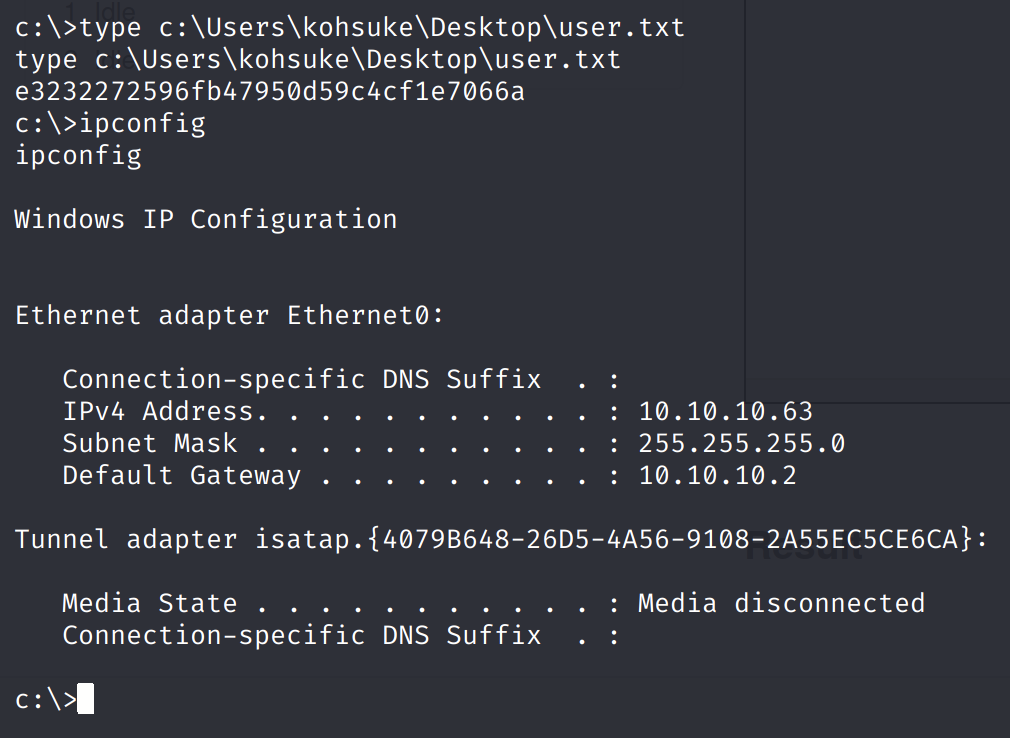 1. Idle
c:\>type c:\Users\kohsuke\Desktop\user.txt
type c:\Users\kohsuke\Desktop\user.txt
e3232272596fb47950d59c4cf1e7066a
c:\>ipconfig
ipconfig
Windows IP Configuration
Ethernet adapter Ethernet0:
   Connection-specific DNS Suffix  . :
   IPv4 Address. . . . . . . . . . . : 10.10.10.63
   Subnet Mask . . . . . . . . . . . : 255.255.255.0
   Default Gateway . . . . . . . . . : 10.10.10.2
Tunnel adapter isatap.{4079B648-26D5-4A56-9108-2A55EC5CE6CA}:
Result
   Media State . . . . . . . . . . . : Media disconnected
   Connection-specific DNS Suffix  . :
c:\>